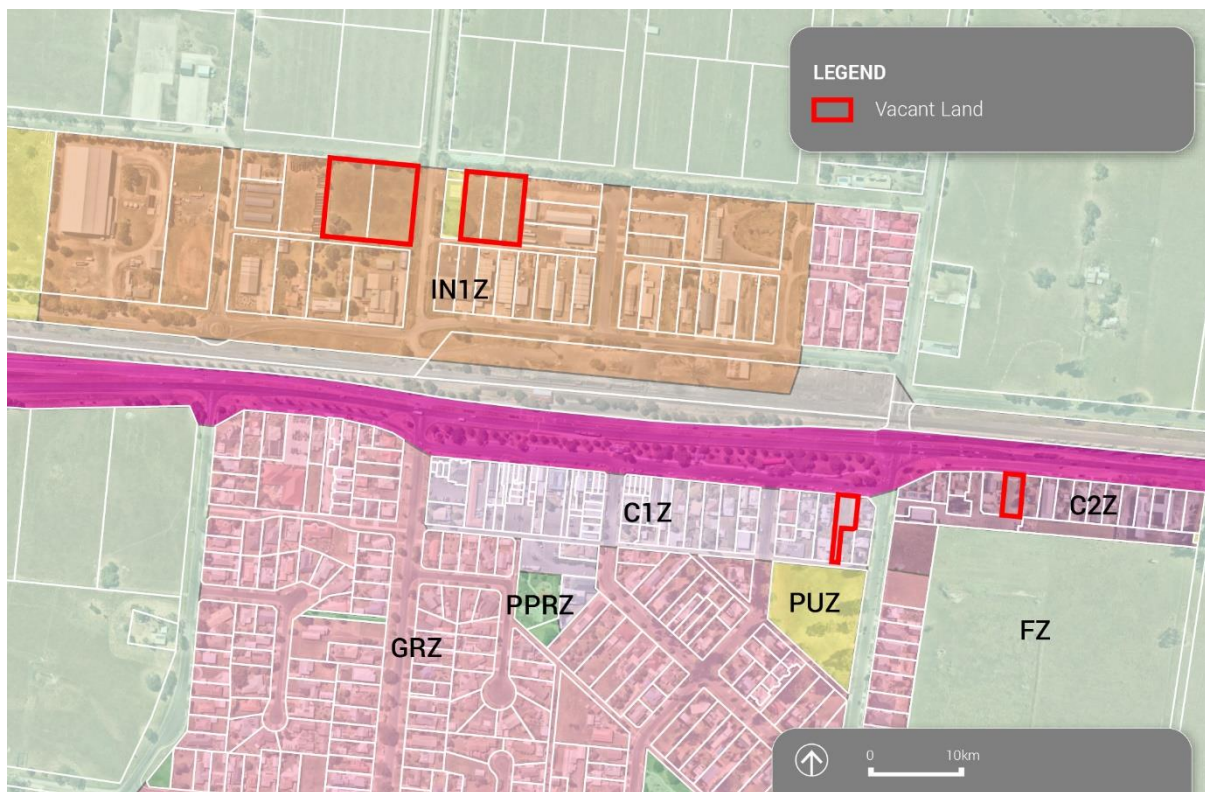 LEGEND
Vacant Land
IN1Z
C1Z
C2Z
PPRZ
PUZ
FZ
GRZ
0 10km